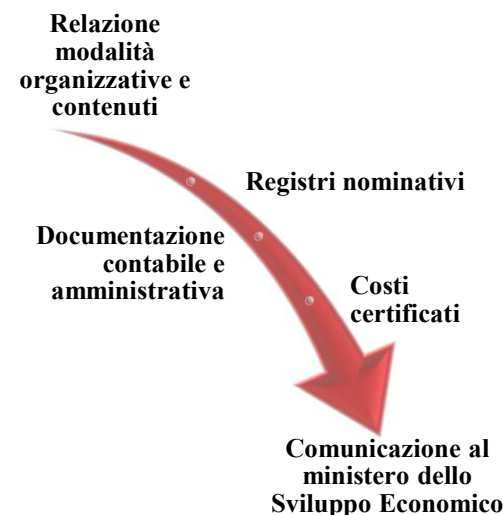 Relazione
modalità
organizzative e
contenuti
Registri nominativi
Documentazione
contabile e
amministrativa
Costi
certificati
Comunicazione al
ministero dello
Sviluppo Economico